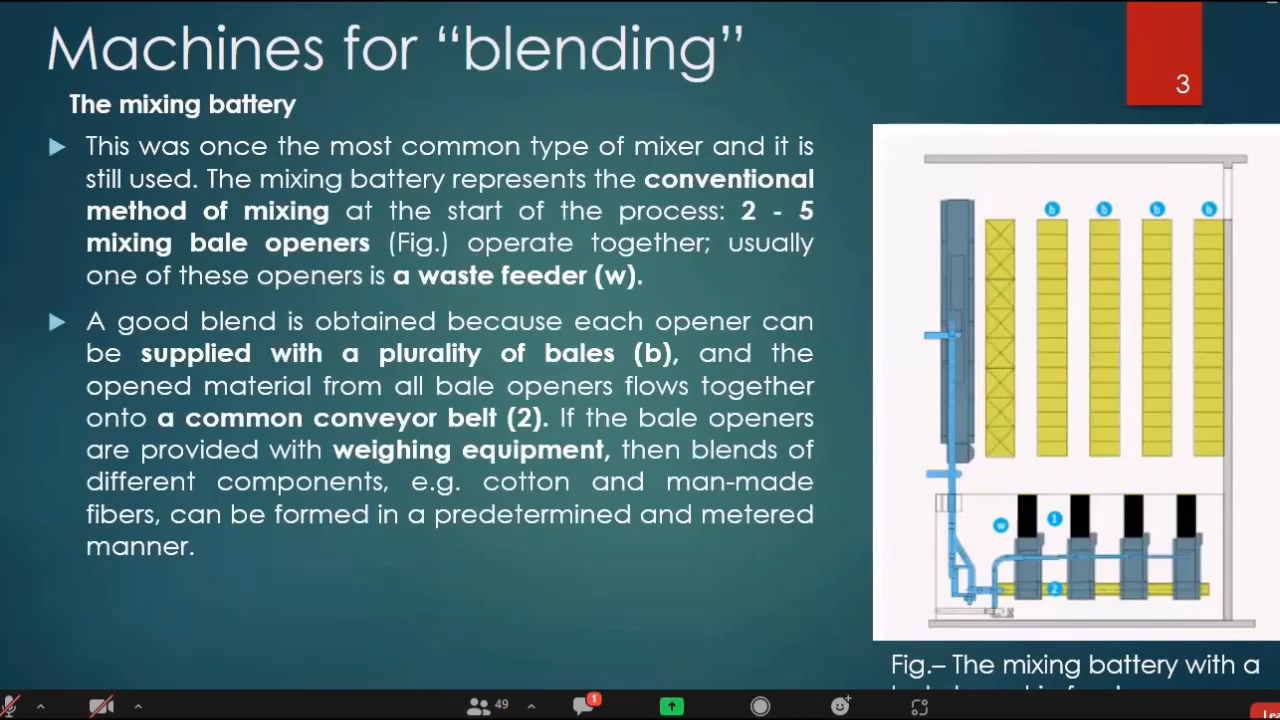 Machines for “blending”
3
The mixing battery
This was once the most common type of mixer and it is
still used. The mixing battery represents the conventional
method of mixing at the start of the process: 2 - 5
mixing bale openers (Fig.) operate together; usually
one of these openers is a waste feeder (w).
A good blend is obtained because each opener can
be supplied with a plurality of bales (b), and the
opened material from all bale openers flows together
onto a common conveyor belt (2). If the bale openers
are provided with weighing equipment, then blends of
different components, e.g. cotton and man-made
fibers, can be formed in a predetermined and metered
manner.
b b b b
w 1
2
Fig.– The mixing battery with a
49
1